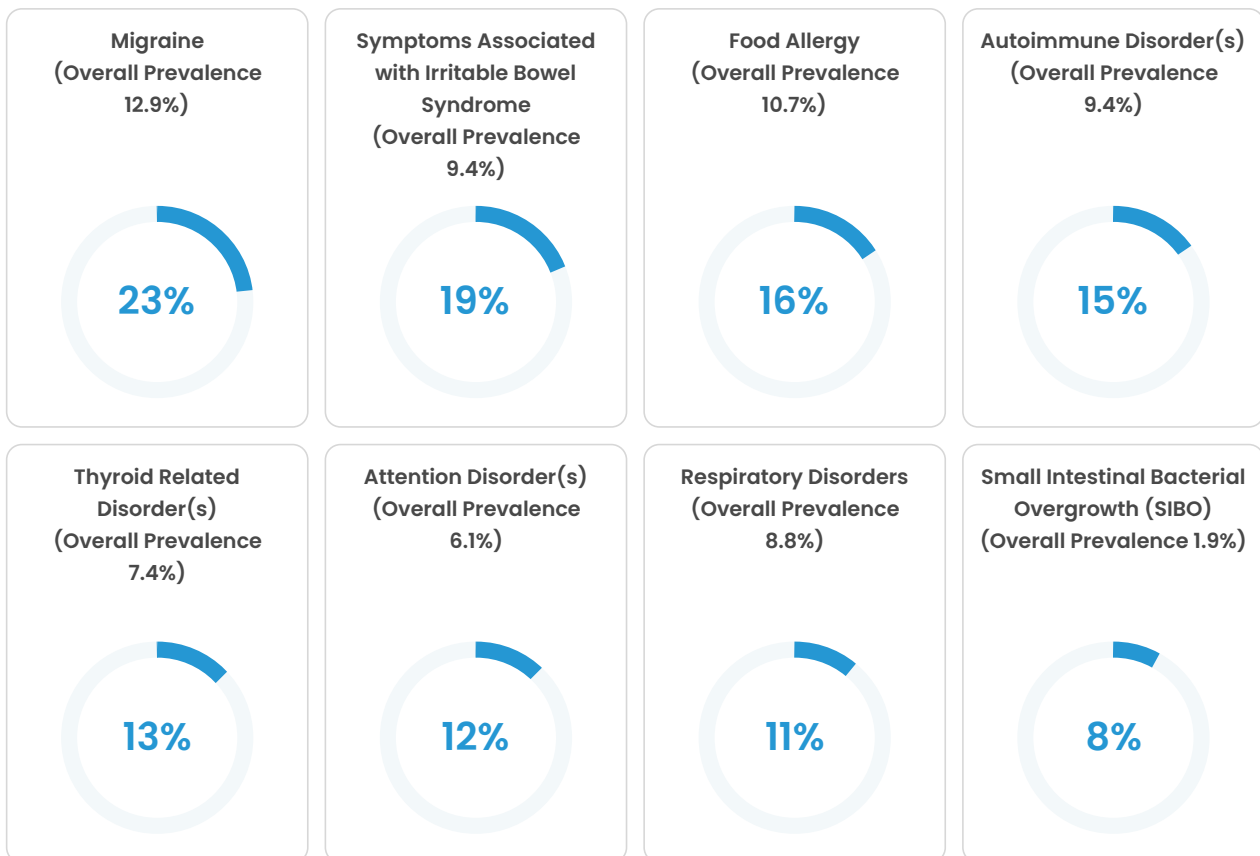 Migraine
(Overall Prevalence
12.9%)
23%
Symptoms Associated
with Irritable Bowel
Syndrome
(Overall Prevalence
9.4%)
19%
Food Allergy
(Overall Prevalence
10.7%)
16%
Autoimmune Disorder(s)
(Overall Prevalence
9.4%)
15%
Thyroid Related
Disorder(s)
(Overall Prevalence
7.4%)
13%
Attention Disorder(s)
(Overall Prevalence
6.1%)
12%
Respiratory Disorders
(Overall Prevalence
8.8%)
11%
Small Intestinal Bacterial
Overgrowth (SIBO)
(Overall Prevalence 1.9%)
8%